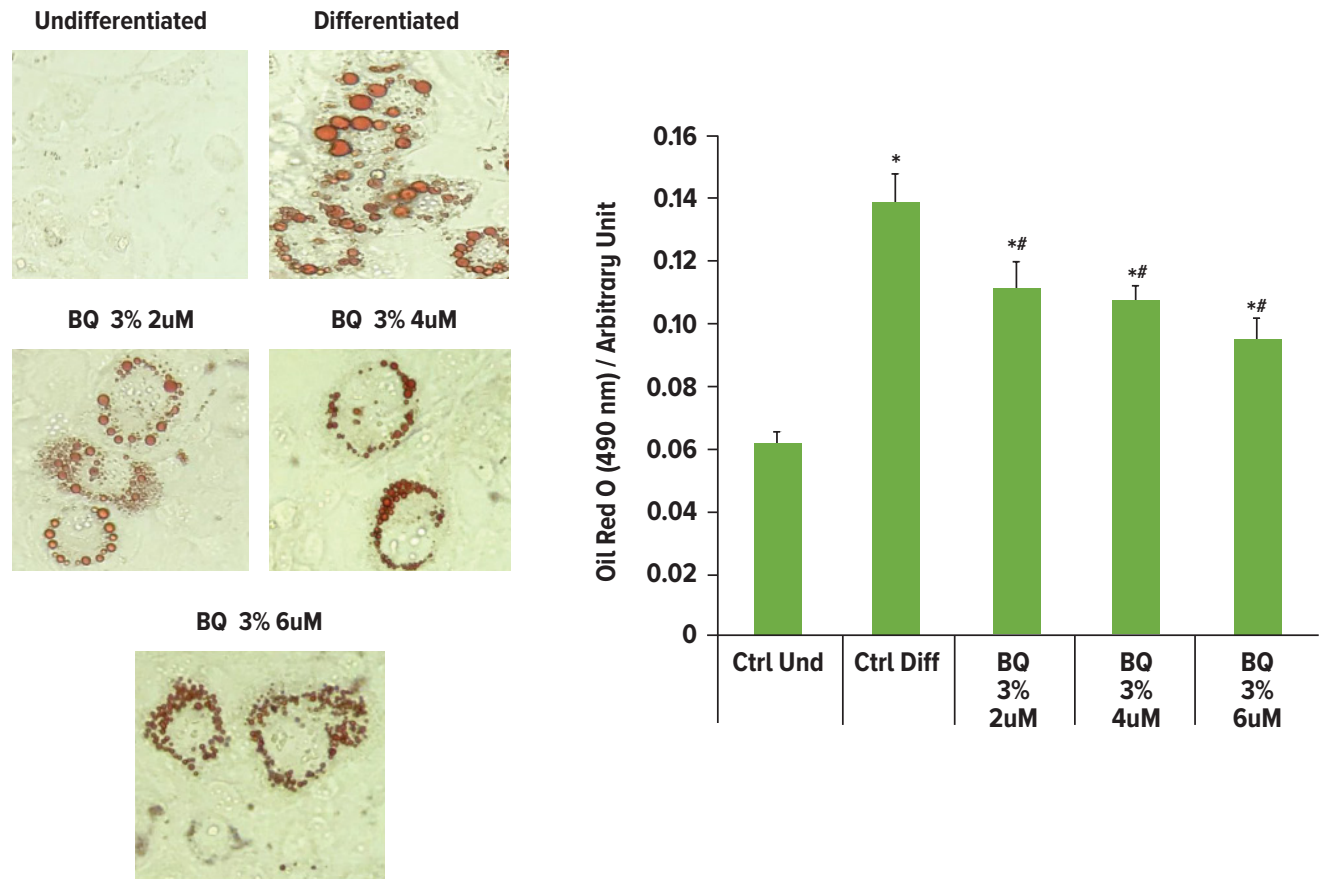 Undifferentiated
Differentiated
BQ 3% 2uM
BQ 3% 4uM
BQ 3% 6uM
Oil Red O (490 nm) / Arbitrary Unit
0.16
0.14
0.12
0.10
0.08
0.06
0.04
0.02
0
*
*#
*#
*#
Ctrl Und
Ctrl Diff
BQ
3%
2uM
BQ
3%
4uM
BQ
3%
6uM